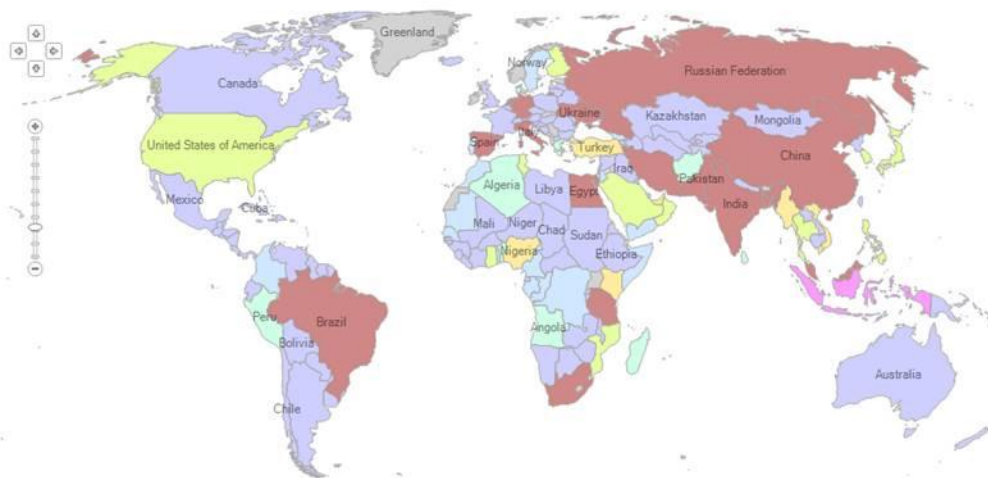 Greenland
Norway
Canada
Russian Federation
Ukraine
Kazakhstan
Mongolia
United States of America
Spain
Italy
Turkey
China
Iraq
Algeria
Libya
Egypt
Pakistan
Mexico
Cuba
India
Mali
Niger
Chad
Sudan
Nigeria
Ethiopia
Peru
Brazil
Angola
Bolivia
Australia
Chile